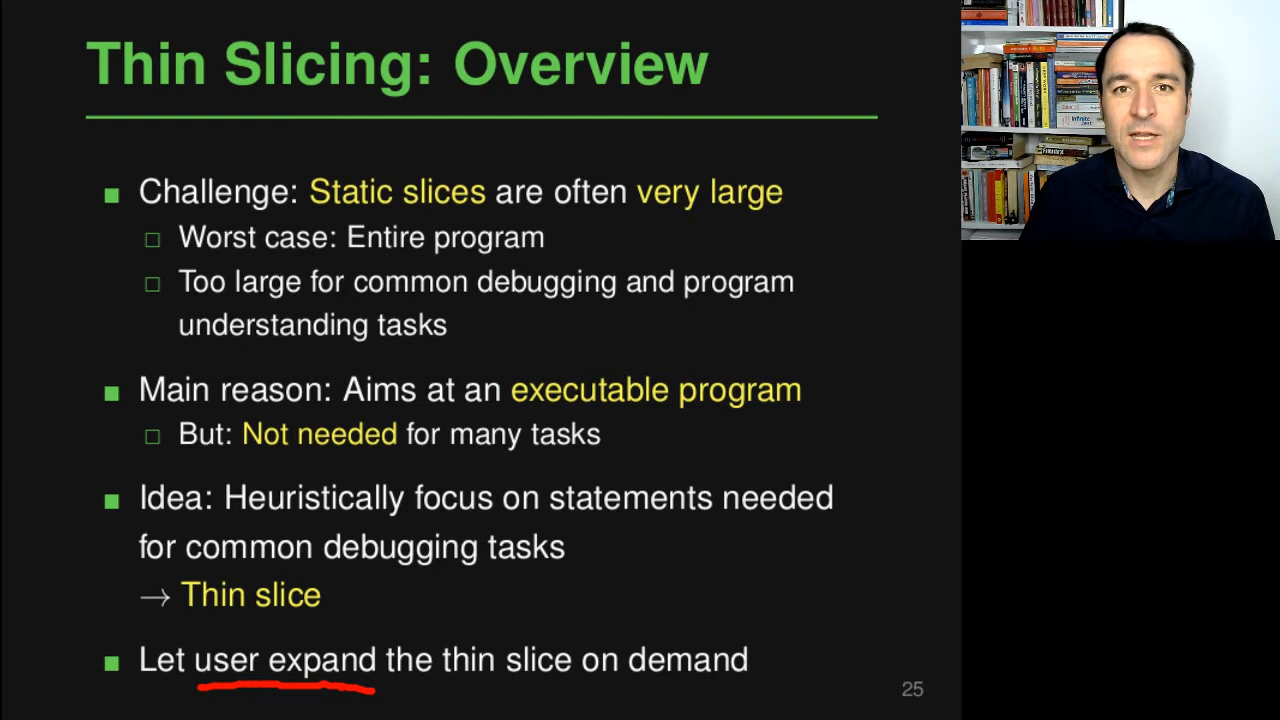 Thin Slicing: Overview
Challenge: Static slices are often very large
Worst case: Entire program
Too large for common debugging and program
understanding tasks
Main reason: Aims at an executable program
But: Not needed for many tasks
Idea: Heuristically focus on statements needed
for common debugging tasks
→ Thin slice
Let user expand the thin slice on demand
25
Infinite
Jest